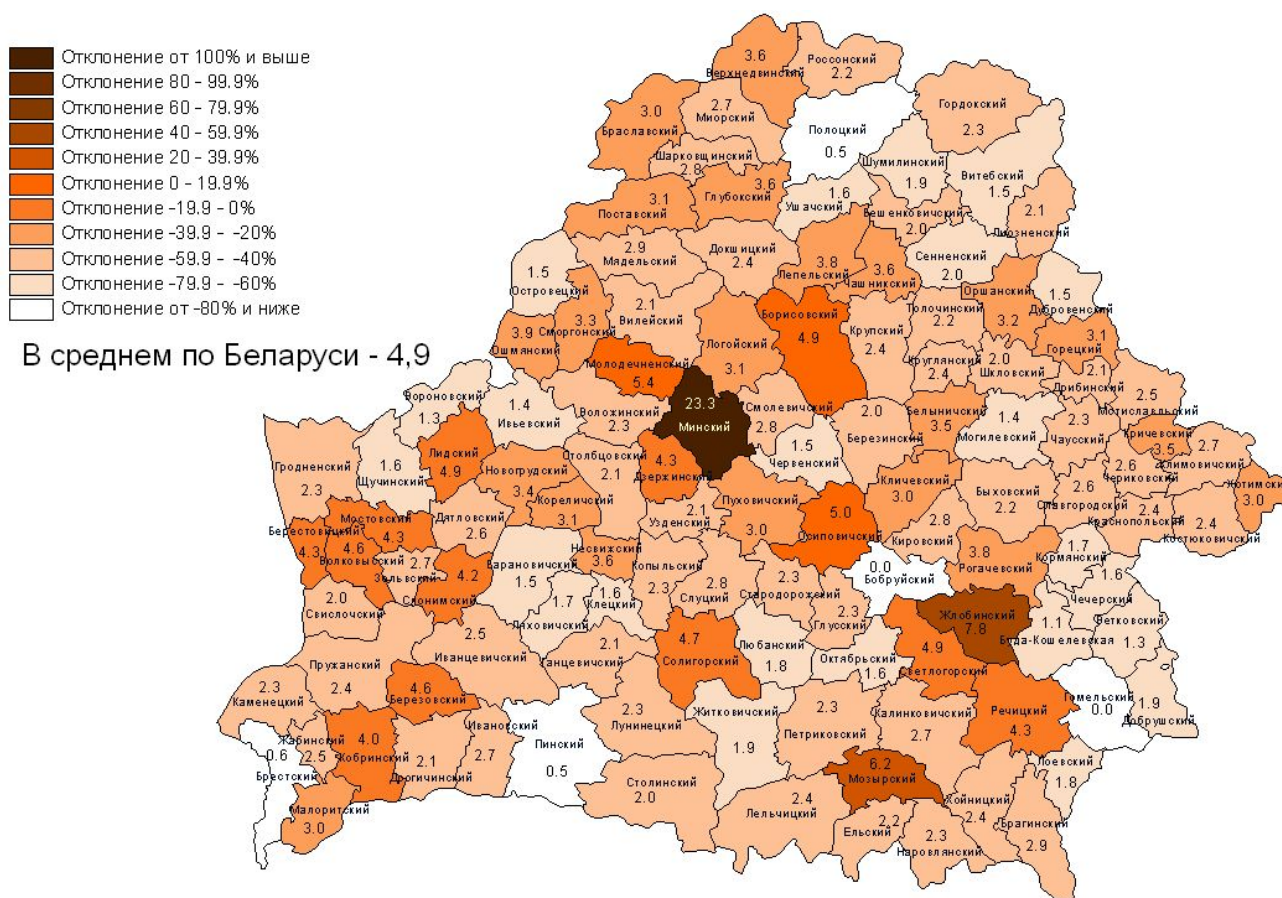 Отклонение от 100% и выше
Отклонение 80 - 99.9%
Отклонение 60 - 79.9%
Отклонение 40 - 59.9%
Отклонение 20 - 39.9%
Отклонение 0 - 19.9%
Отклонение -19.9 - 0%
Отклонение -39.9 - -20%
Отклонение -59.9 - -40%
Отклонение -79.9 - -60%
Отклонение от -80% и ниже
В среднем по Беларуси - 4,9
3.6
Верхнедвинский
Россонский
2.2
3.0
Браславский
2.7
Миорский
Полоцкий
0.5
Гордокский
2.3
Шарковщинский
2.8
Шумилинский
1.9
Витебский
1.5
3.1
Поставский
3.6
Глубокский
1.6
Ушачский
Бешенковичский
2.0
2.1
Лиозненский
2.9
Мядельский
Докшицкий
2.4
3.8
Лепельский
3.6
Чашникский
Сенненский
2.0
1.5
Островецкий
2.1
Вилейский
Борисовский
4.9
Крупский
2.4
Толочинский
2.2
Оршанский
3.2
1.5
Дубровенский
3.9
Ошмянский
3.3
Сморгонский
Логойский
3.1
Круглянский
2.4
2.0
Шкловский
3.1
Горецкий
2.1
Дрибинский
Молодечненский
5.4
23.3
Минский
Смолевичский
2.8
2.0
Березинский
Белыничский
3.5
1.4
Могилевский
2.3
Чаусский
2.5
Мстиславльский
Вороновский
1.3
1.4
Ивьевский
Воложинский
2.3
1.5
Червенский
Кричевский
3.5
2.7
Климовичский
Хотимский
3.0
Гродненский
2.3
1.6
Щучинский
Лидский
4.9
Новогрудский
3.4
Столбцовский
2.1
4.3
Дзержинский
Пуховичский
3.0
Кличевский
3.0
Быховский
2.2
2.6
Славгородский
2.6
Чериковский
2.4
Краснопольский
2.4
Костюковичский
Кореличский
3.1
2.1
Узденский
5.0
Осиповичский
2.8
Кировский
Мостовский
4.3
Дятловский
2.6
Берестовицкий
4.3
4.6
Волковысский
2.7
Зельвский
4.2
Слонимский
Барановичский
1.5
Несвижский
3.6
Копыльский
2.3
2.8
Слуцкий
2.3
Стародорожский
0.0
Бобруйский
3.8
Рогачевский
1.7
Кормянский
1.6
Чечерский
2.0
Свислочский
1.7
Ляховичский
1.6
Клецкий
2.3
Глусский
Жлобинский
7.8
1.1
Буда-Кошелевская
Ветковский
1.3
2.5
Иванцевичский
2.1
Ганцевичский
4.7
Солигорский
Любанский
1.8
Октябрьский
1.6
4.9
Светлогорский
Пружанский
2.4
4.6
Березовский
2.3
Каменецкий
Речицкий
4.3
Гомельский
0.0
1.9
Добрушский
0.6
Брестский
Жабинский
2.5
4.0
Кобринский
2.1
Дрогичинский
Ивановский
2.7
Пинский
0.5
2.3
Лунинецкий
Житковичский
1.9
2.3
Петриковский
Калинковичский
2.7
Лоевский
1.8
Малоритский
3.0
Столинский
2.0
2.4
Лельчицкий
6.2
Мозырский
2.2
Ельский
2.3
Наровлянский
Хойницкий
2.4
Брагинский
2.9